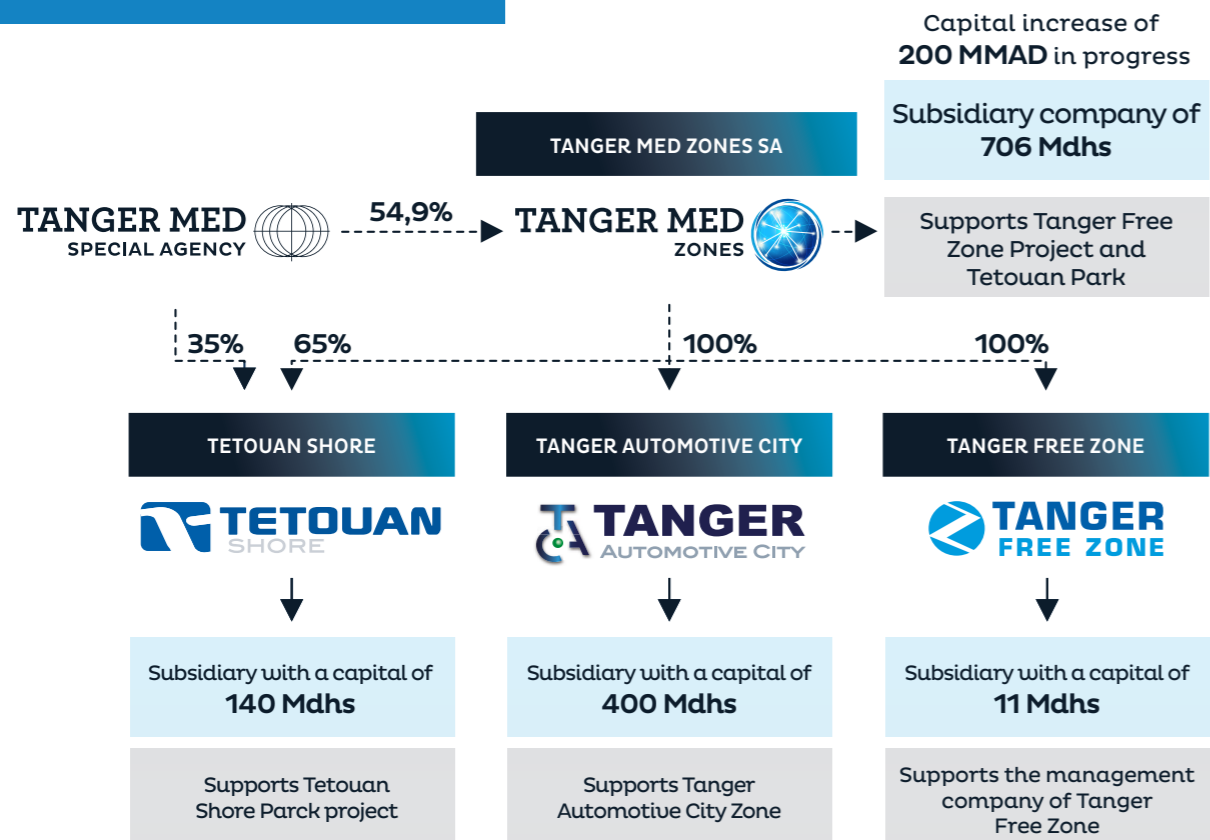 Capital increase of
200 MMAD in progress
Subsidiary company of
706 Mdhs
TANGER MED ZONES SA
TANGER MED
SPECIAL AGENCY
54,9%
TANGER MED
ZONES
Supports Tanger Free
Zone Project and
Tetouan Park
35%
65%
100%
100%
TETOUAN SHORE
TANGER AUTOMOTIVE CITY
TANGER FREE ZONE
TETOUAN
SHORE
TCA TANGER
AUTOMOTIVE CITY
TANGER
FREE ZONE
Subsidiary with a capital of
140 Mdhs
Subsidiary with a capital of
400 Mdhs
Subsidiary with a capital of
11 Mdhs
Supports Tetouan
Shore Parck project
Supports Tanger
Automotive City Zone
Supports the management
company of Tanger
Free Zone